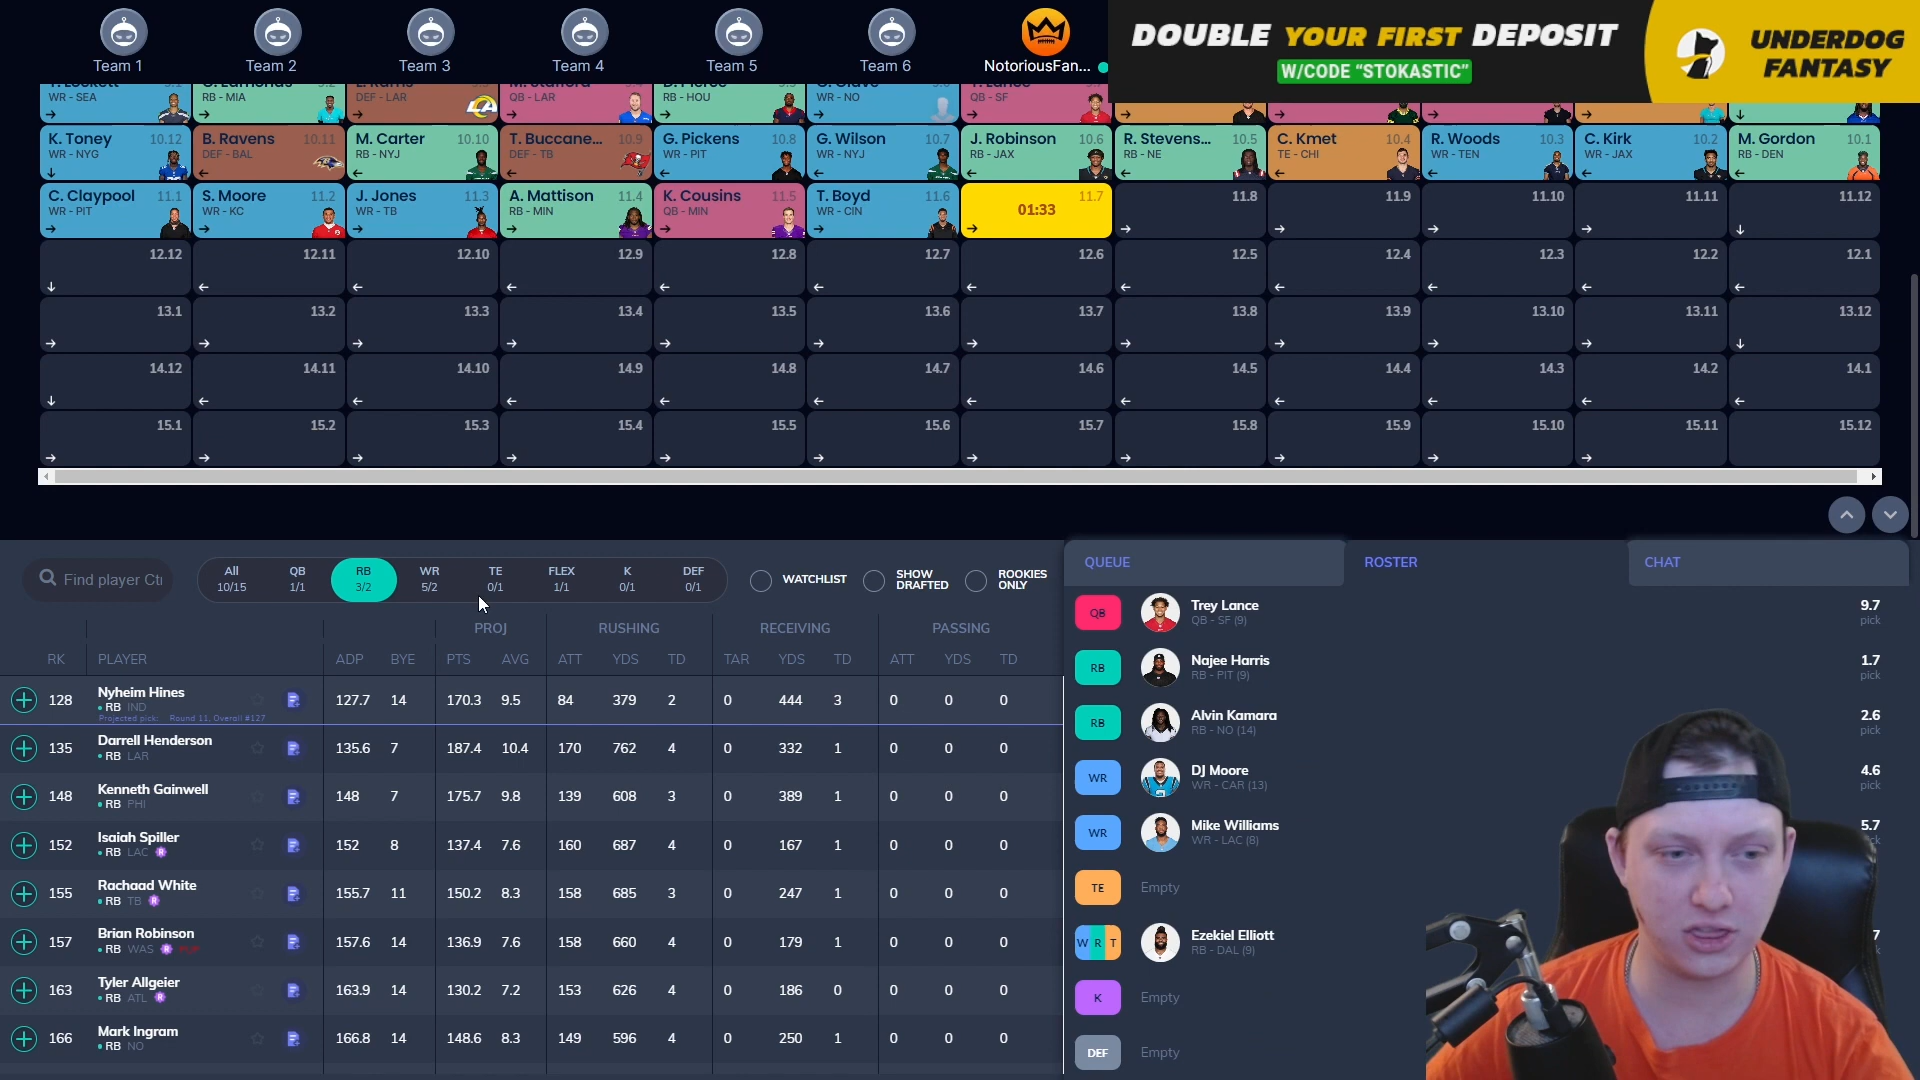 Team 1 Team 2 Team 3 Team 4 Team 5 Team 6 NotoriousFan...
DOUBLE YOUR FIRST DEPOSIT
W/CODE “STOKASTIC”
UNDERDOG
FANTASY
WR - SEA RB - MIA DEF - LAR QB - LAR RB - HOU WR - NO QB - SF
K. Toney 10.12 B. Ravens 10.11 M. Carter 10.10 T. Buccane... 10.9 G. Pickens 10.8 G. Wilson 10.7 J. Robinson 10.6 R. Stevens... 10.5 C. Kmet 10.4 R. Woods 10.3 C. Kirk 10.2 M. Gordon 10.1
WR - NYG DEF - BAL RB - NYJ DEF - TB WR - PIT WR - NYJ RB - JAX RB - NE TE - CHI WR - TEN WR - JAX RB - DEN
C. Claypool 11.1 S. Moore 11.2 J. Jones 11.3 A. Mattison 11.4 K. Cousins 11.5 T. Boyd 11.6 11.7 11.8 11.9 11.10 11.11 11.12
WR - PIT WR - KC WR - TB RB - MIN QB - MIN WR - CIN 01:33
12.12 12.11 12.10 12.9 12.8 12.7 12.6 12.5 12.4 12.3 12.2 12.1
13.1 13.2 13.3 13.4 13.5 13.6 13.7 13.8 13.9 13.10 13.11 13.12
14.12 14.11 14.10 14.9 14.8 14.7 14.6 14.5 14.4 14.3 14.2 14.1
15.1 15.2 15.3 15.4 15.5 15.6 15.7 15.8 15.9 15.10 15.11 15.12
Find player
All QB RB WR TE FLEX K DEF
10/15 1/1 3/2 5/2 0/1 1/1 0/1 0/1
WATCHLIST
SHOW
DRAFTED
ROOKIES
ONLY
PROJ RUSHING RECEIVING PASSING
RK PLAYER ADP BYE PTS AVG ATT YDS TD TAR YDS TD ATT YDS TD
128 Nyheim Hines 127.7 14 170.3 9.5 84 379 2 0 444 3 0 0 0
RB IND
Projected pick: Round 11, Overall #127
135 Darrell Henderson 135.6 7 187.4 10.4 170 762 4 0 332 1 0 0 0
RB LAR
148 Kenneth Gainwell 148 7 175.7 9.8 139 608 3 0 389 1 0 0 0
RB PHI
152 Isaiah Spiller 152 8 137.4 7.6 160 687 4 0 167 1 0 0 0
RB LAC R
155 Rachaad White 155.7 11 150.2 8.3 158 685 3 0 247 1 0 0 0
RB TB R
157 Brian Robinson 157.6 14 136.9 7.6 158 660 4 0 179 1 0 0 0
RB WAS R
163 Tyler Allgeier 163.9 14 130.2 7.2 153 626 4 0 186 0 0 0 0
RB ATL R
166 Mark Ingram 166.8 14 148.6 8.3 149 596 4 0 250 1 0 0 0
RB NO
QUEUE ROSTER CHAT
QB Trey Lance 9.7
QB - SF (9) pick
RB Najee Harris 1.7
RB - PIT (9) pick
RB Alvin Kamara 2.6
RB - NO (14) pick
WR DJ Moore 4.6
WR - CAR (13) pick
WR Mike Williams 5.7
WR - LAC (8)
TE Empty
W R T Ezekiel Elliott 7
RB - DAL (9)
K Empty
DEF Empty